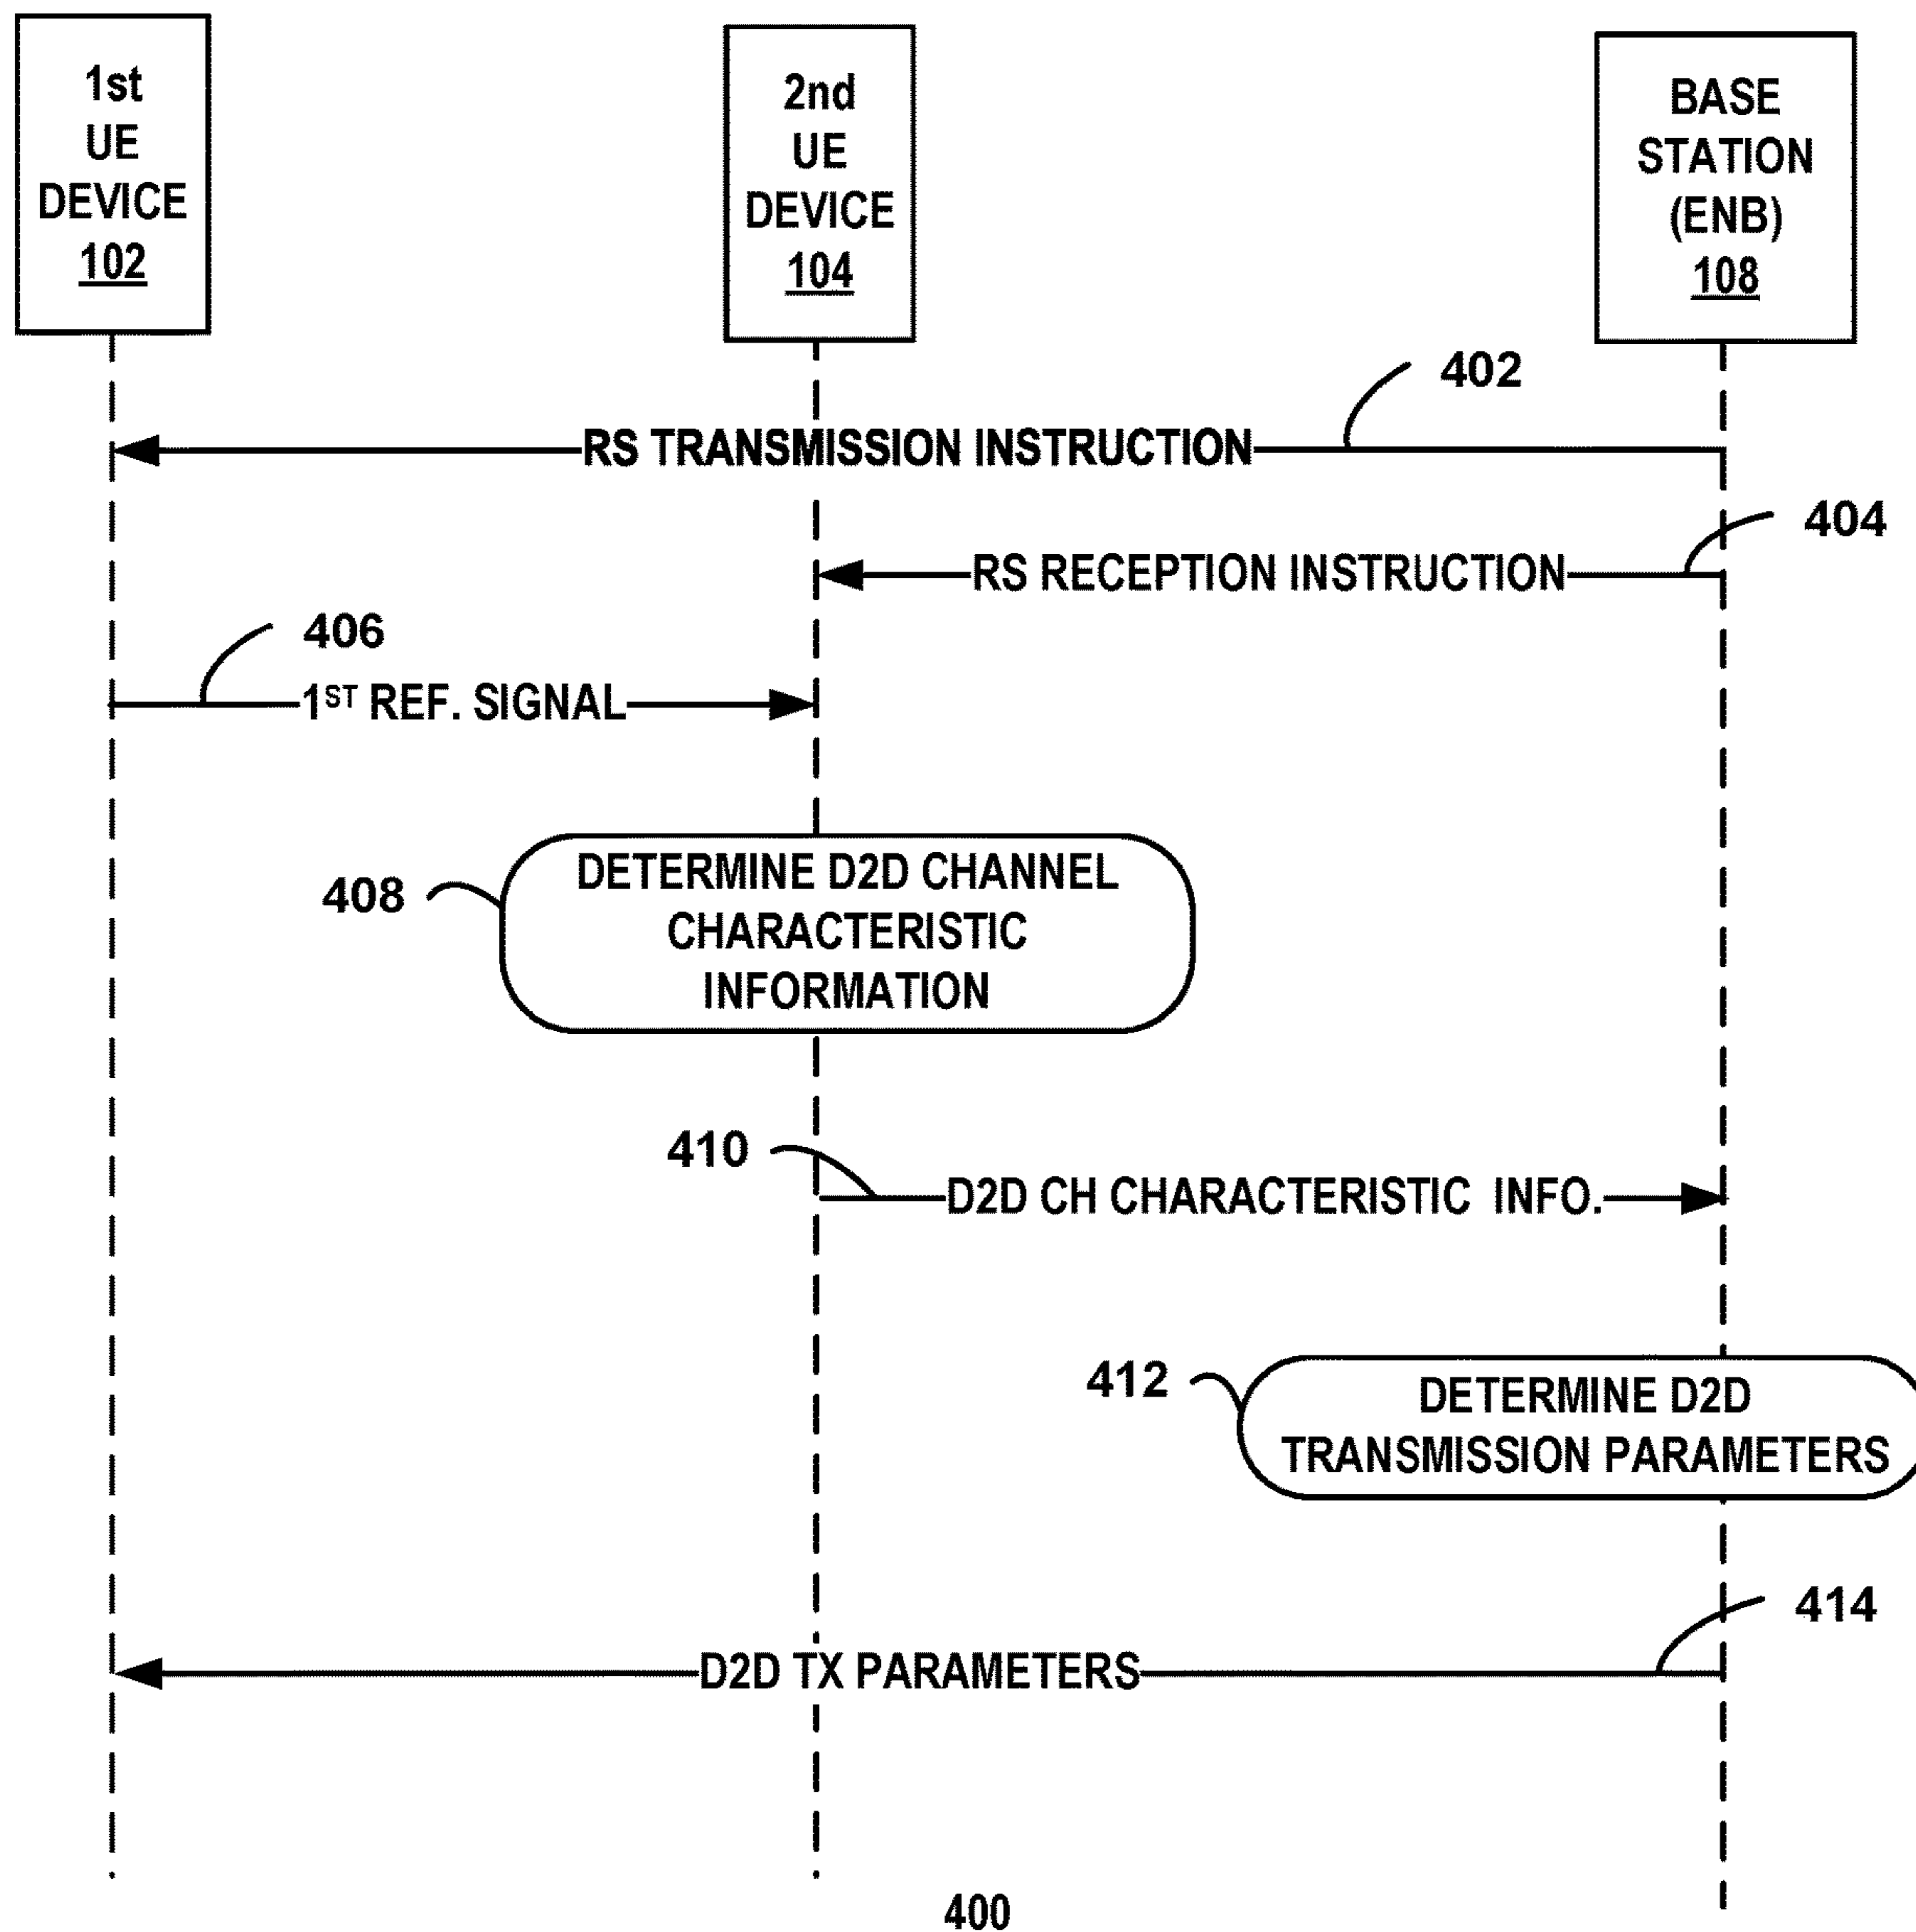 1st
UE
DEVICE
102
2nd
UE
DEVICE
104
BASE
STATION
(ENB)
108
402
RS TRANSMISSION INSTRUCTION
404
RS RECEPTION INSTRUCTION
406
1ST REF. SIGNAL
408
DETERMINE D2D CHANNEL
CHARACTERISTIC
INFORMATION
410
D2D CH CHARACTERISTIC INFO.
412
DETERMINE D2D
TRANSMISSION PARAMETERS
414
D2D TX PARAMETERS
400